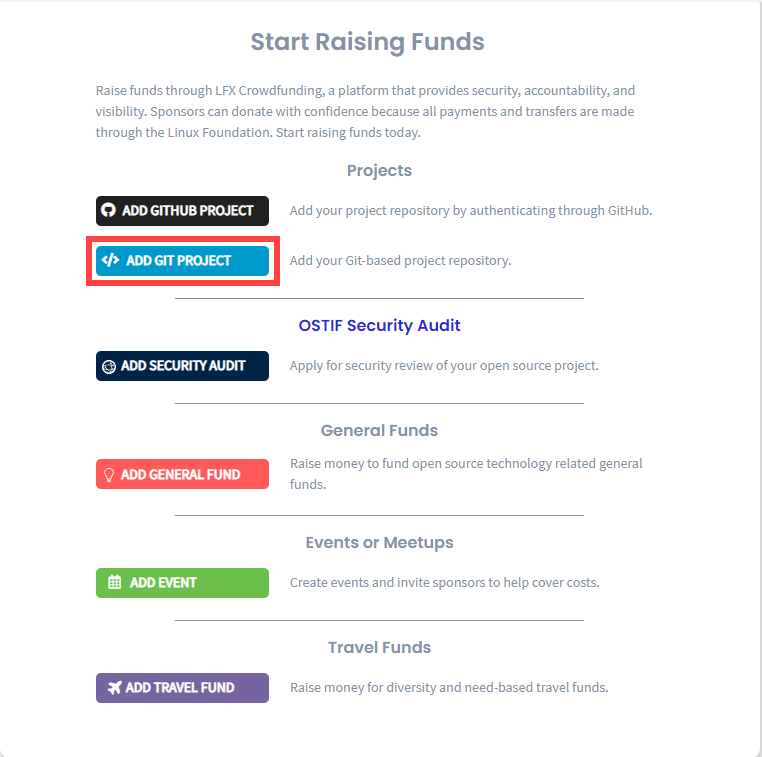 Start Raising Funds
Raise funds through LFX Crowdfunding, a platform that provides security, accountability, and
visibility. Sponsors can donate with confidence because all payments and transfers are made
through the Linux Foundation. Start raising funds today.
Projects
ADD GITHUB PROJECT Add your project repository by authenticating through GitHub.
ADD GIT PROJECT Add your Git-based project repository.
OSTIF Security Audit
ADD SECURITY AUDIT Apply for security review of your open source project.
General Funds
ADD GENERAL FUND Raise money to fund open source technology related general
funds.
Events or Meetups
ADD EVENT Create events and invite sponsors to help cover costs.
Travel Funds
ADD TRAVEL FUND Raise money for diversity and need-based travel funds.